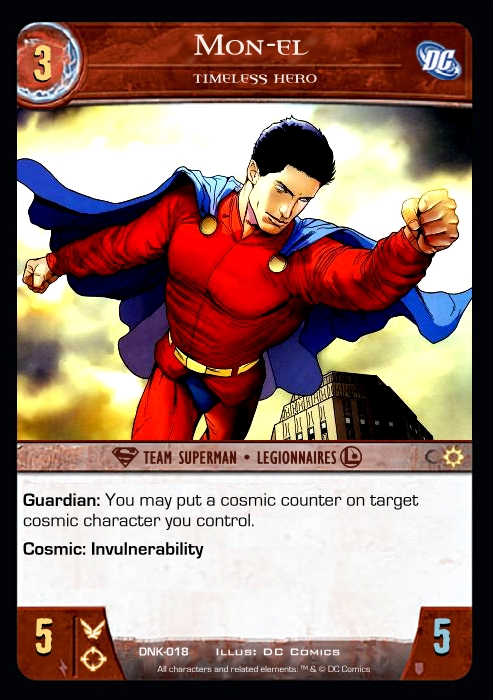 3
Mon-el
DC
TIMELESS HERO
TEAM SUPERMAN • LEGIONNAIRES
C
Guardian: You may put a cosmic counter on target
cosmic character you control.
Cosmic: Invulnerability
5
5
DNK-018 Illus: DC Comics
All characters and related elements: ™ & © DC Comics